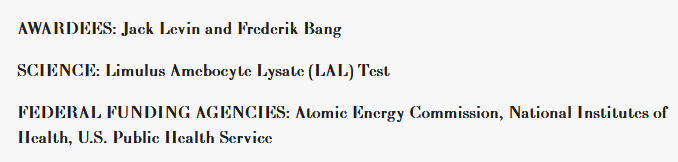 AWARDEES: Jack Levin and Frederik Bang
SCIENCE: Limulus Amebocyte Lysate (LAL) Test
FEDERAL FUNDING AGENCIES: Atomic Energy Commission, National Institutes of
Health, U.S. Public Health Service